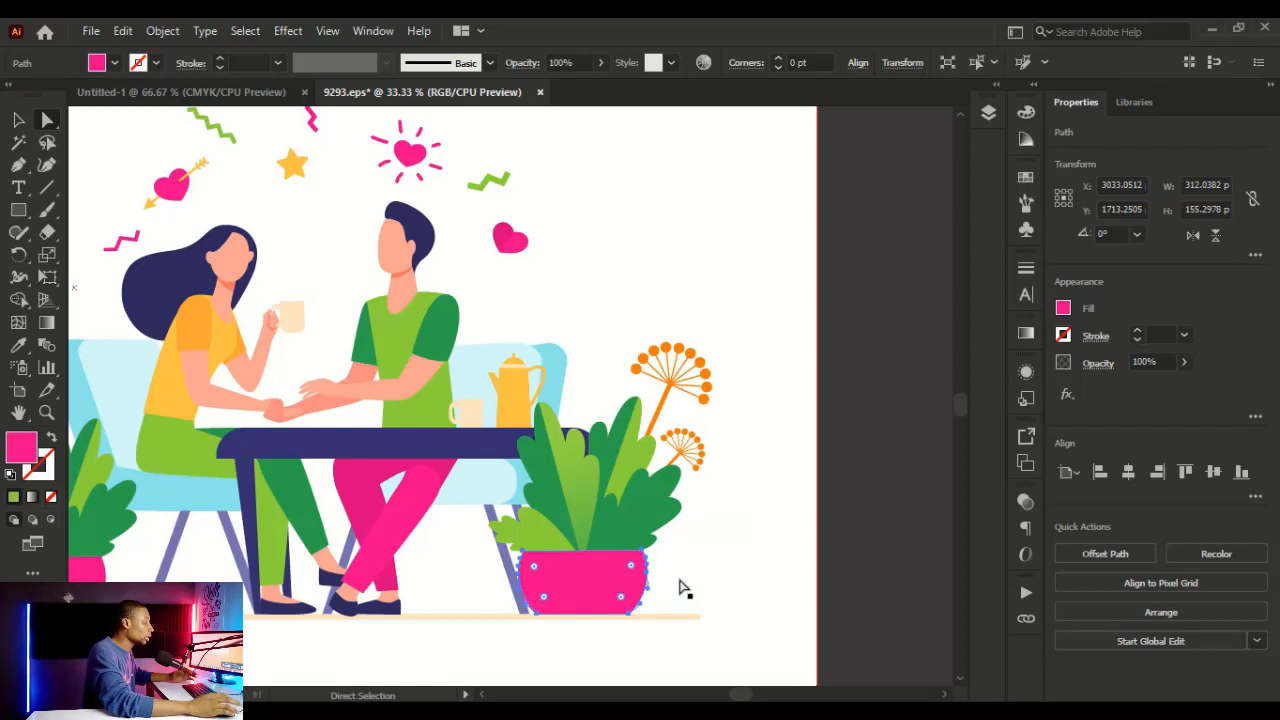 Ai File Edit Object Type Select Effect View Window Help Search Adobe Help
Path Stroke: Basic Opacity: 100% Style: Corners: 0 pt Align Transform
Untitled-1 @ 66.67 % (CMYK/CPU Preview) × 9293.eps* @ 33.33 % (RGB/CPU Preview) ×
Properties Libraries
Path
Transform
X: 3033.0512 W: 312.0382 p
Y: 1713.2505 H: 155.2978 p
0°
Appearance
Fill
Stroke
Opacity 100%
fx.
Align
Quick Actions
Offset Path Recolor
Align to Pixel Grid
Arrange
Start Global Edit
Direct Selection